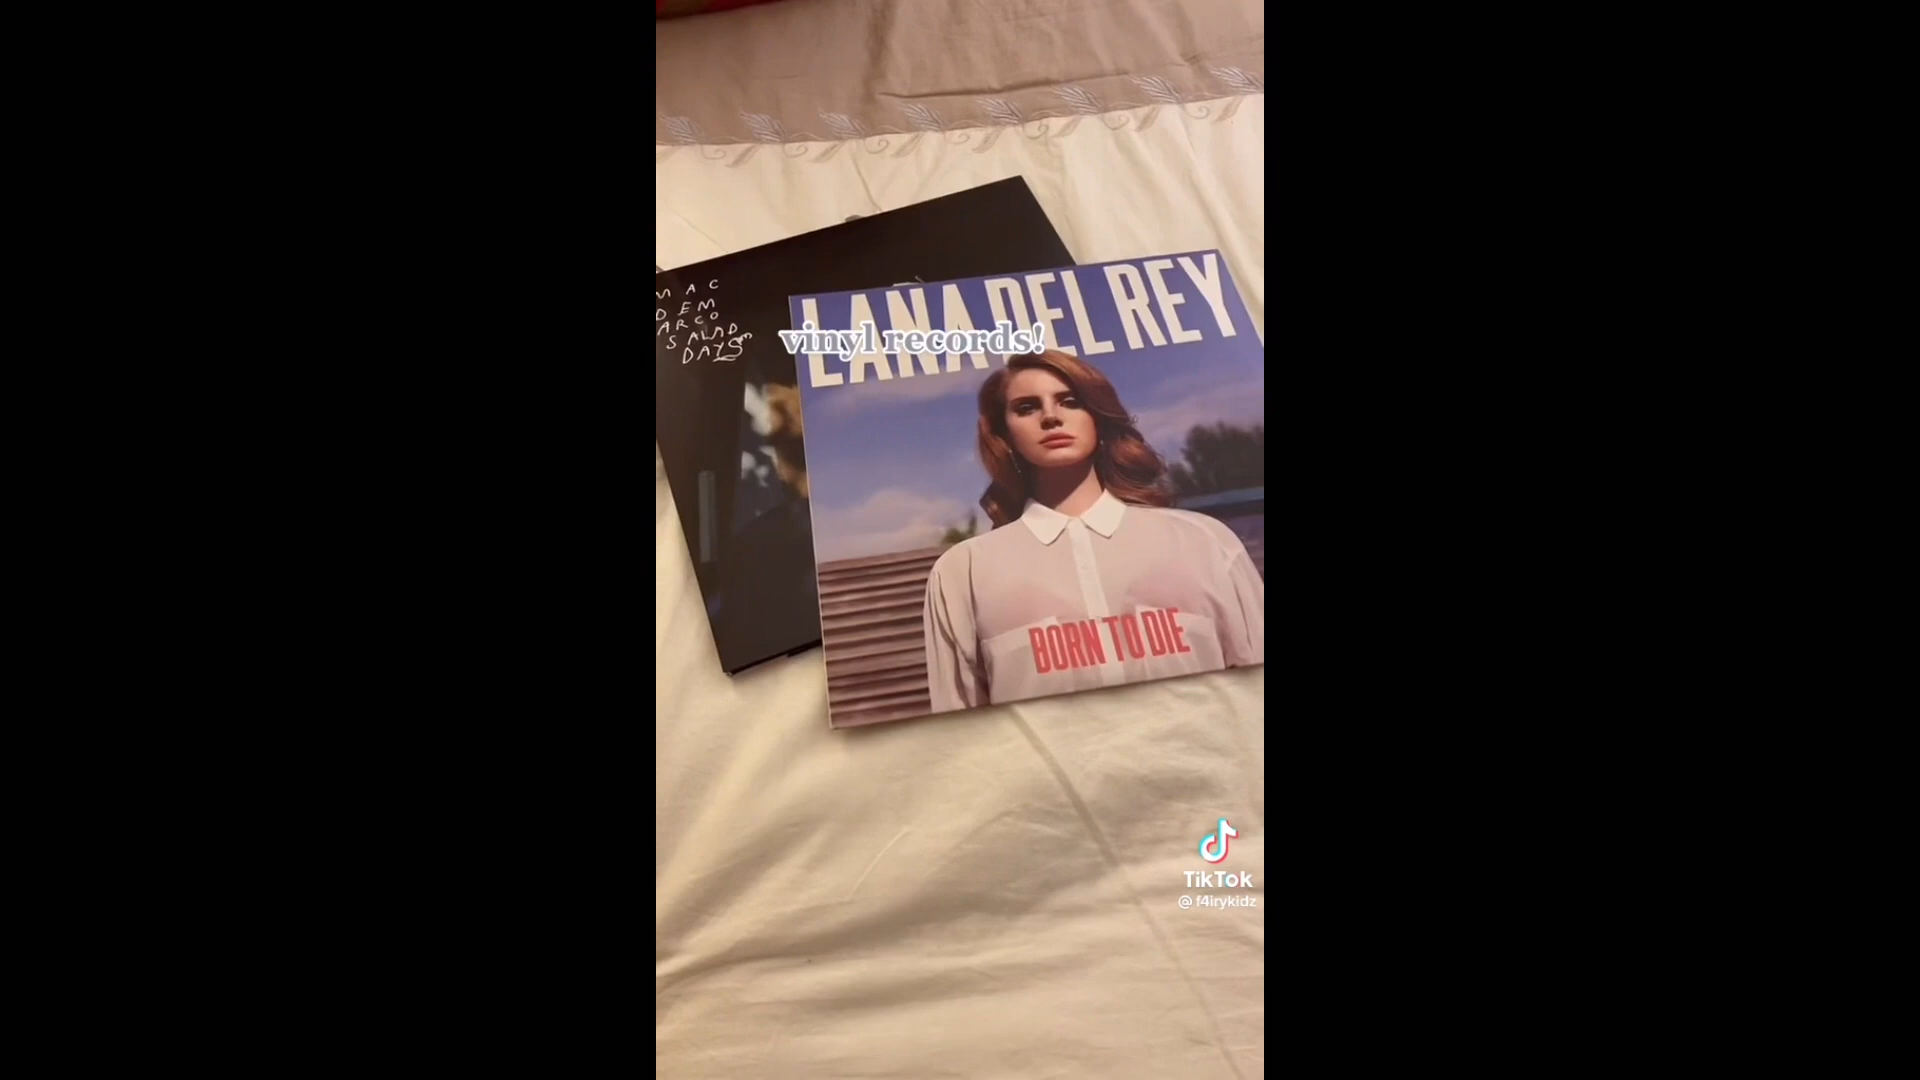 MAC
DEM
ARCO
SALAD
DAYS
LANA DEL REY
vinyl records!
BORN TO DIE
TikTok
@ f4irykidz